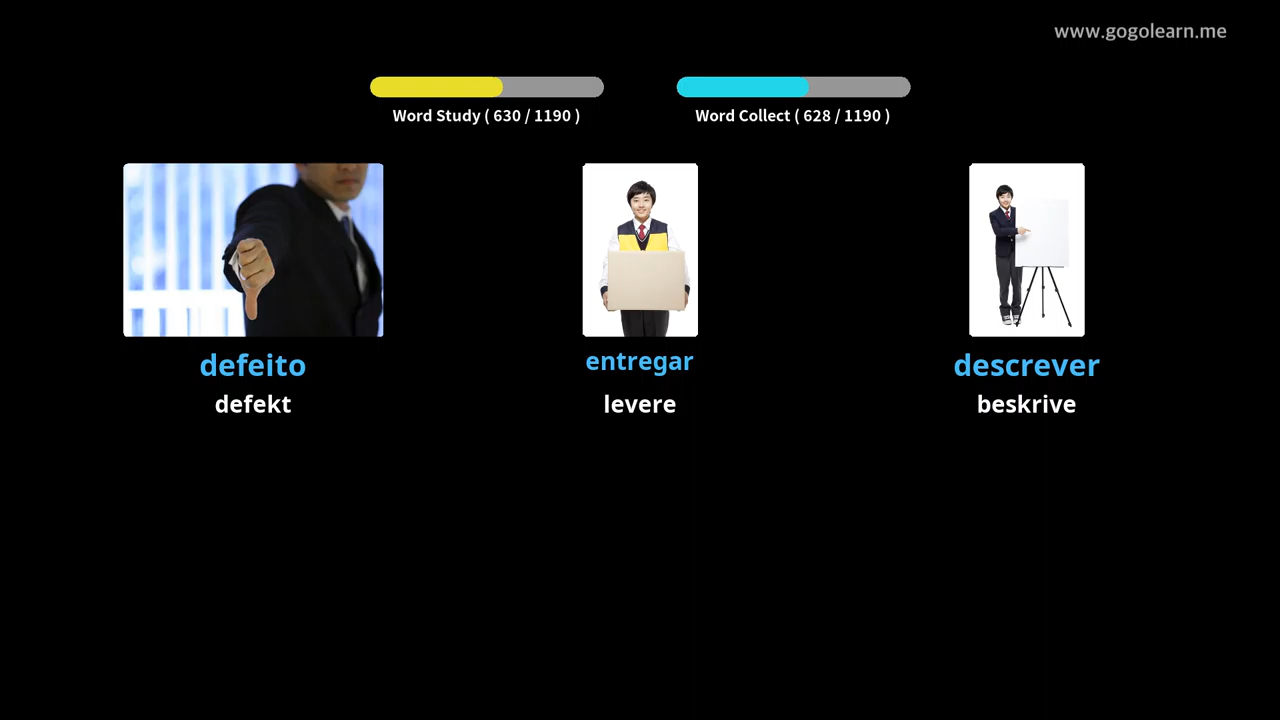 www.gogolearn.me
Word Study ( 630 / 1190 )
Word Collect ( 628 / 1190 )
defeito
entregar
descrever
defekt
levere
beskrive